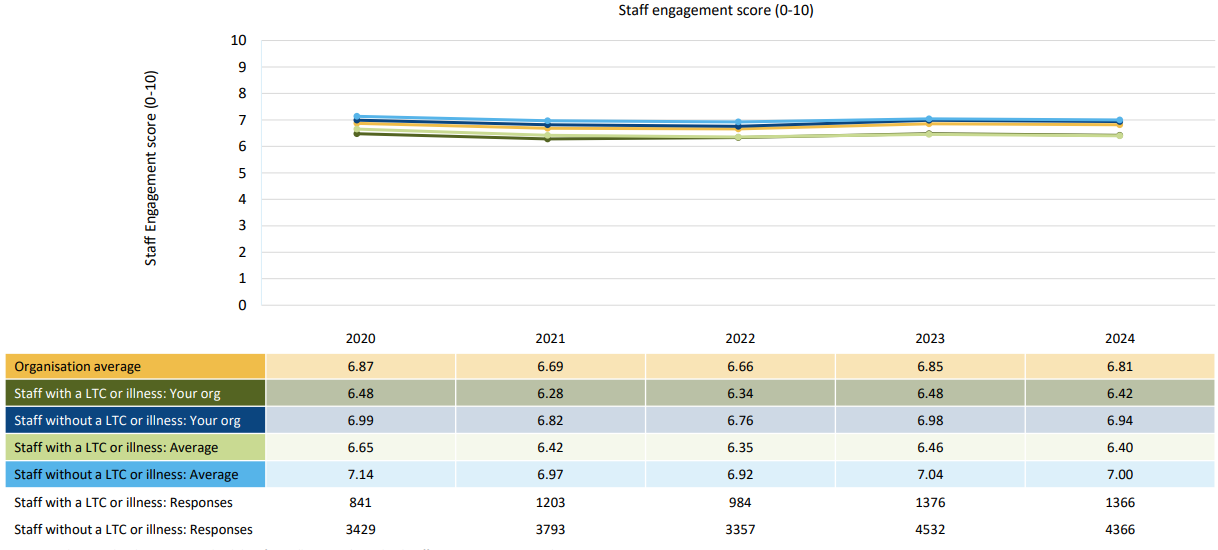 Staff engagement score (0-10)
Staff Engagement score (0-10)
10
9
8
7
6
5
4
3
2
1
0
2020 2021 2022 2023 2024
Organisation average 6.87 6.69 6.66 6.85 6.81
Staff with a LTC or illness: Your org 6.48 6.28 6.34 6.48 6.42
Staff without a LTC or illness: Your org 6.99 6.82 6.76 6.98 6.94
Staff with a LTC or illness: Average 6.65 6.42 6.35 6.46 6.40
Staff without a LTC or illness: Average 7.14 6.97 6.92 7.04 7.00
Staff with a LTC or illness: Responses 841 1203 984 1376 1366
Staff without a LTC or illness: Responses 3429 3793 3357 4532 4366